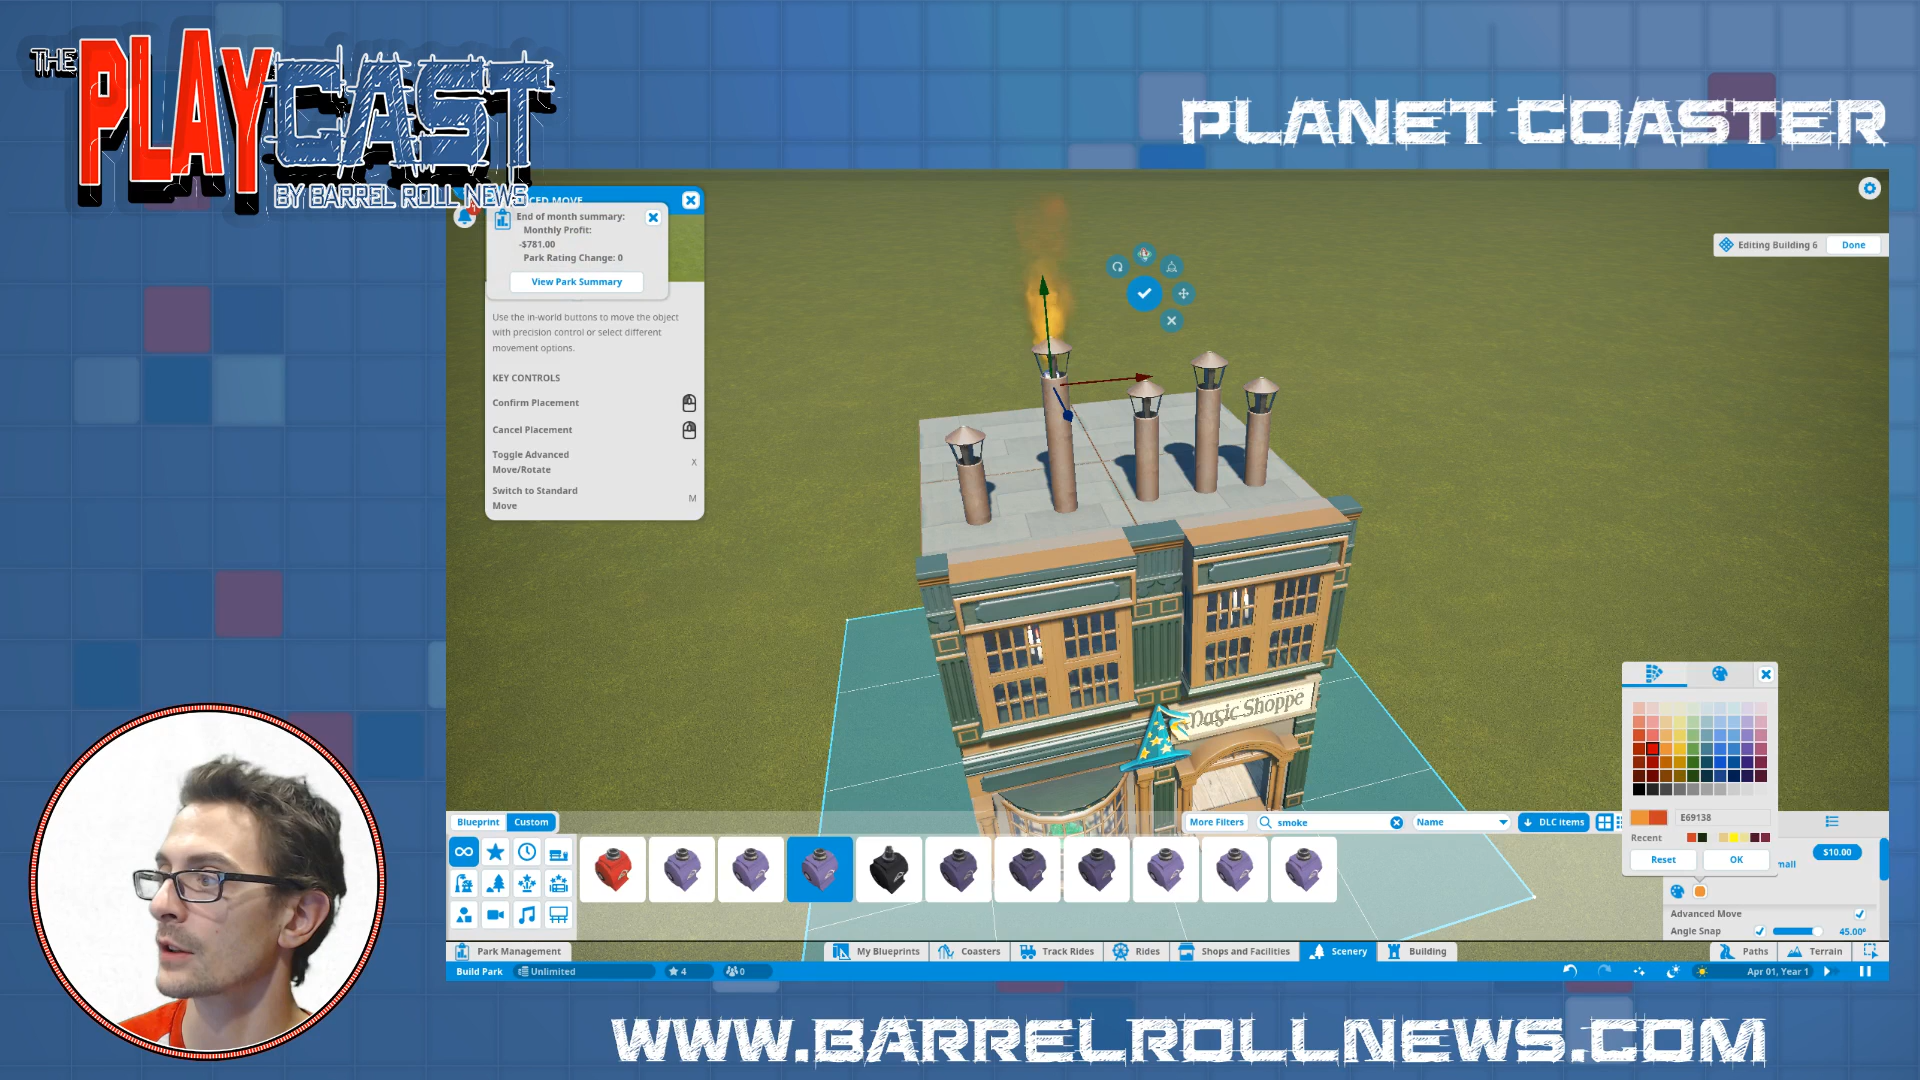 THE PLAYCAST
BY BARREL ROLL NEWS
PLANET COASTER
CED MOVE
End of month summary:
Monthly Profit:
-$781.00
Park Rating Change: 0
View Park Summary
Use the in-world buttons to move the object
with precision control or select different
movement options.
KEY CONTROLS
Confirm Placement
Cancel Placement
Toggle Advanced
Move/Rotate
X
Switch to Standard
Move
M
Editing Building 6
Done
Magic Shoppe
E69138
Recent
Reset
OK
Blueprint
Custom
More Filters
smoke
Name
DLC items
$10.00
mall
Advanced Move
Angle Snap
45.00°
Park Management
My Blueprints
Coasters
Track Rides
Rides
Shops and Facilities
Scenery
Building
Paths
Terrain
Build Park
Unlimited
4
0
Apr 01, Year 1
WWW.BARRELROLLNEWS.COM